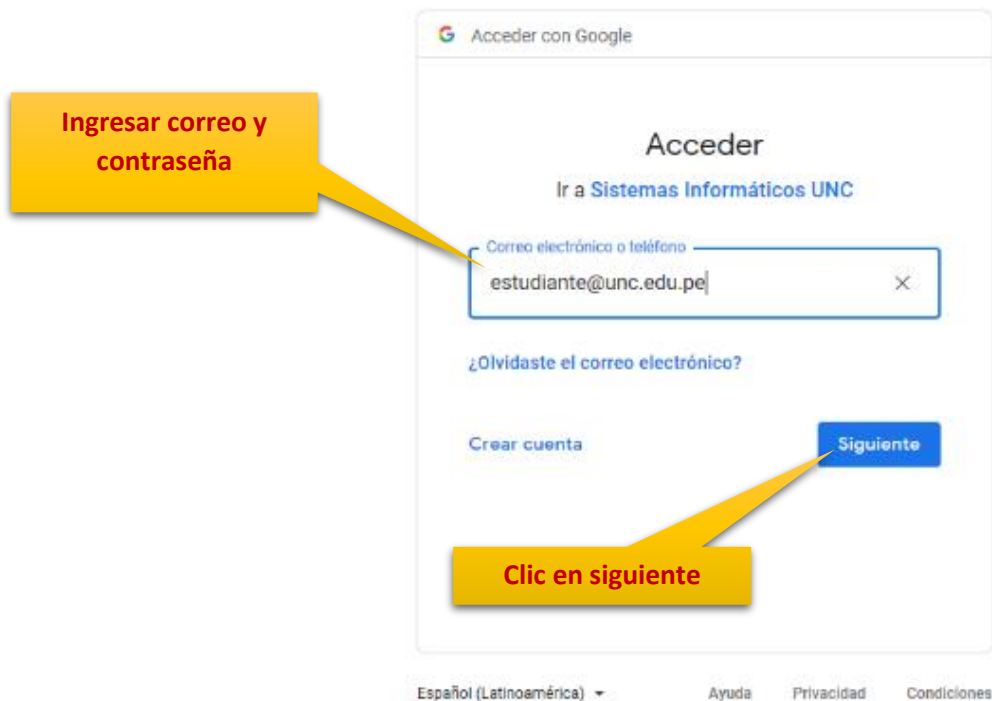 Acceder con Google
Ingresar correo y
contraseña
Acceder
Ir a Sistemas Informáticos UNC
Correo electrónico o teléfono
estudiante@unc.edu.pe
¿Olvidaste el correo electrónico?
Crear cuenta
Siguiente
Clic en siguiente
Español (Latinoamérica)
Ayuda
Privacidad
Condiciones